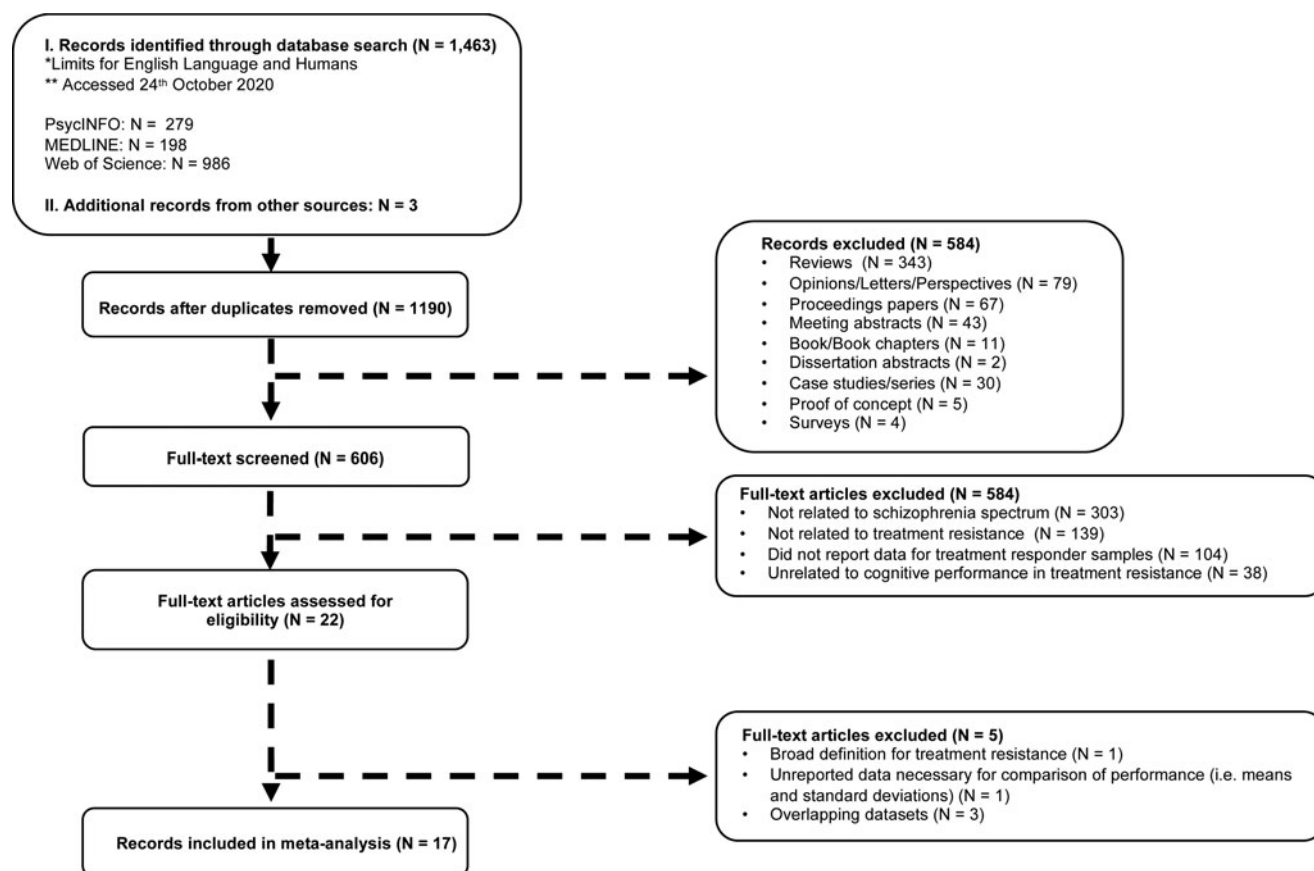 I. Records identified through database search (N = 1,463)
*Limits for English Language and Humans
** Accessed 24th October 2020
PsycINFO: N = 279
MEDLINE: N = 198
Web of Science: N = 986
II. Additional records from other sources: N = 3
Records after duplicates removed (N = 1190)
Records excluded (N = 584)
• Reviews (N = 343)
• Opinions/Letters/Perspectives (N = 79)
• Proceedings papers (N = 67)
• Meeting abstracts (N = 43)
• Book/Book chapters (N = 11)
• Dissertation abstracts (N = 2)
• Case studies/series (N = 30)
• Proof of concept (N = 5)
• Surveys (N = 4)
Full-text screened (N = 606)
Full-text articles excluded (N = 584)
• Not related to schizophrenia spectrum (N = 303)
• Not related to treatment resistance (N = 139)
• Did not report data for treatment responder samples (N = 104)
• Unrelated to cognitive performance in treatment resistance (N = 38)
Full-text articles assessed for
eligibility (N = 22)
Full-text articles excluded (N = 5)
• Broad definition for treatment resistance (N = 1)
• Unreported data necessary for comparison of performance (i.e. means
and standard deviations) (N = 1)
• Overlapping datasets (N = 3)
Records included in meta-analysis (N = 17)